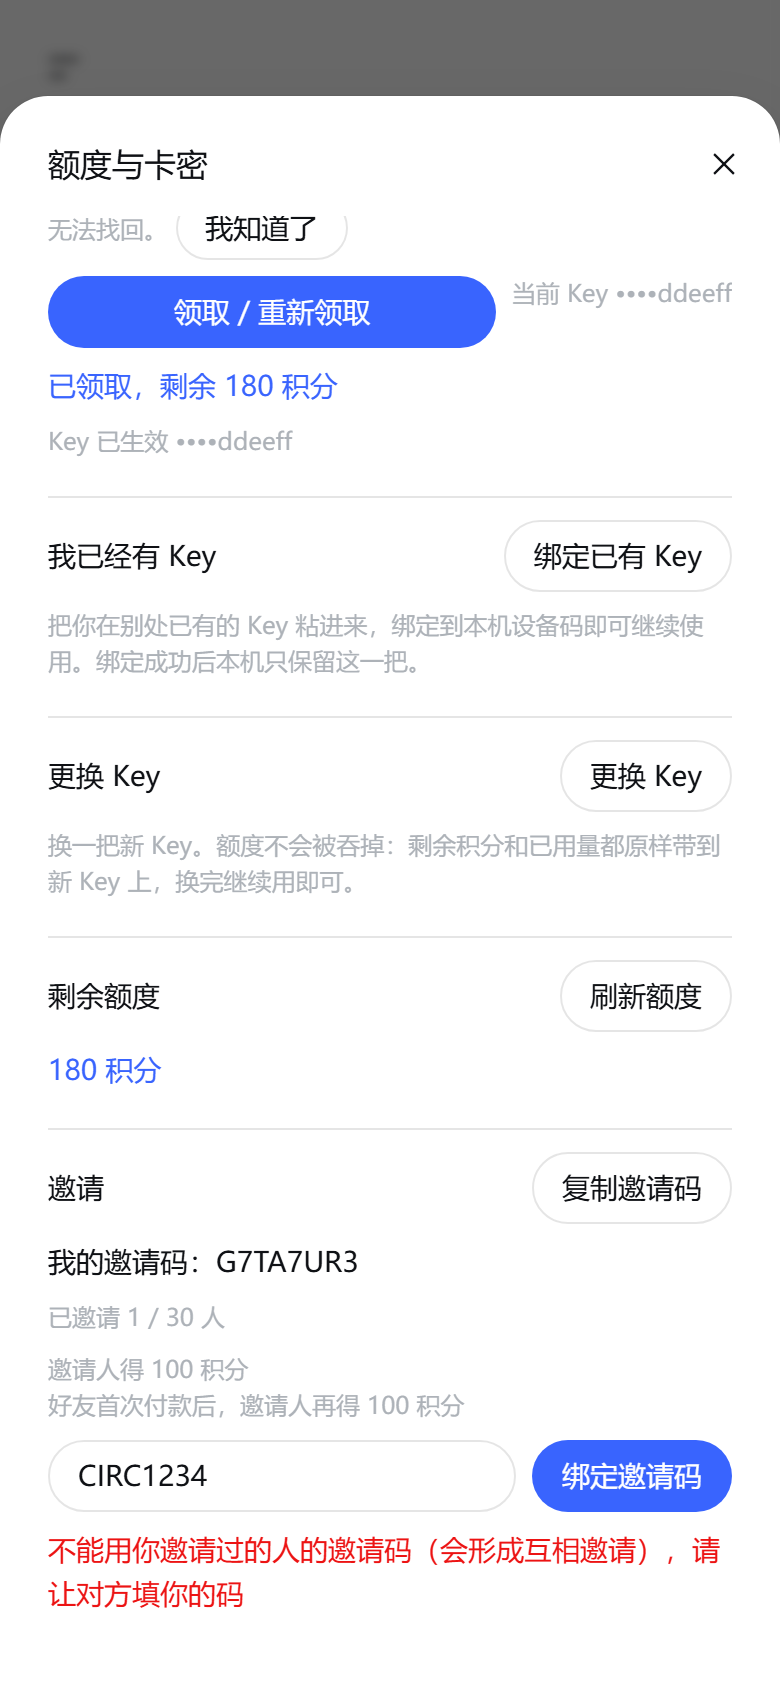 额度与卡密
无法找回。 我知道了
领取 / 重新领取 当前 Key ••••ddeeff
已领取，剩余 180 积分
Key 已生效 ••••ddeeff
我已经有 Key 绑定已有 Key
把你在别处已有的 Key 粘进来，绑定到本机设备码即可继续使
用。绑定成功后本机只保留这一把。
更换 Key 更换 Key
换一把新 Key。额度不会被吞掉：剩余积分和已用量都原样带到
新 Key 上，换完继续用即可。
剩余额度 刷新额度
180 积分
邀请 复制邀请码
我的邀请码：G7TA7UR3
已邀请 1 / 30 人
邀请人得 100 积分
好友首次付款后，邀请人再得 100 积分
CIRC1234 绑定邀请码
不能用你邀请过的人的邀请码（会形成互相邀请），请
让对方填你的码